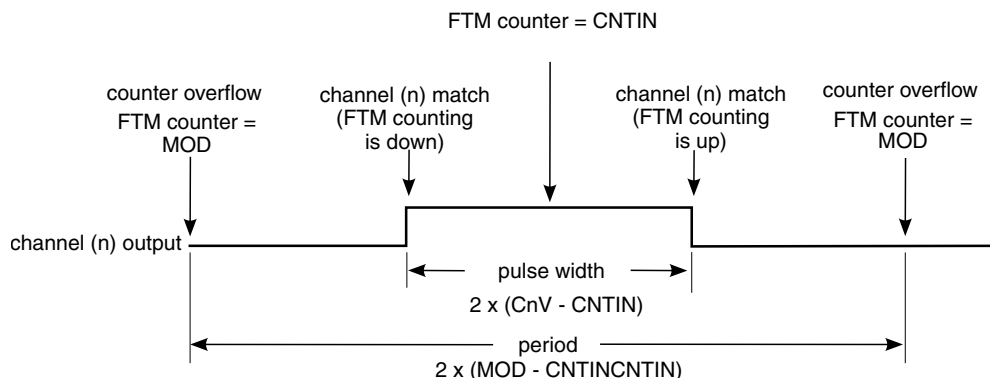 FTM counter = CNTIN
counter overflow
FTM counter =
MOD
channel (n) match
(FTM counting
is down)
channel (n) match
(FTM counting
is up)
counter overflow
FTM counter =
MOD
channel (n) output
pulse width
2 x (CnV - CNTIN)
period
2 x (MOD - CNTINCNTIN)